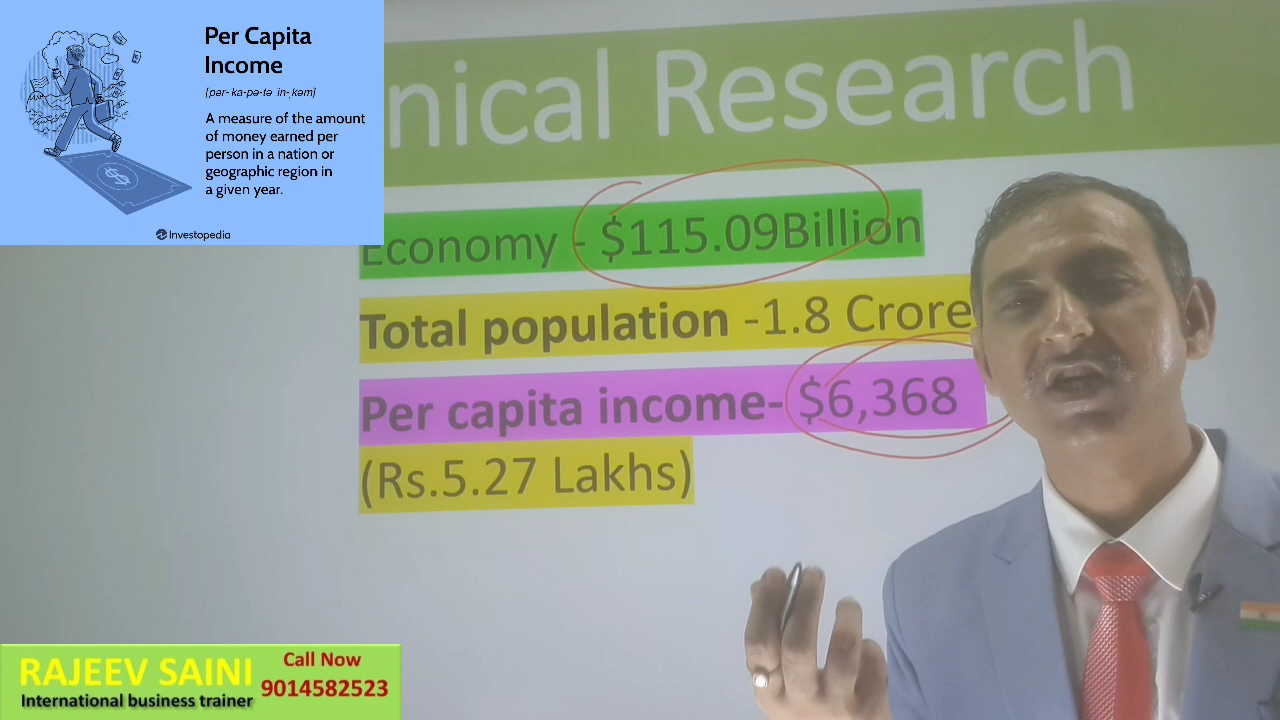 Per Capita
Income
[pər-ka-pə-tə in-ˌkəm]
A measure of the amount
of money earned per
person in a nation or
geographic region in
a given year.
Investopedia
nical Research
Economy - $115.09Billion
Total population -1.8 Crore
Per capita income- $6,368
(Rs.5.27 Lakhs)
RAJEEV SAINI
International business trainer
Call Now
9014582523